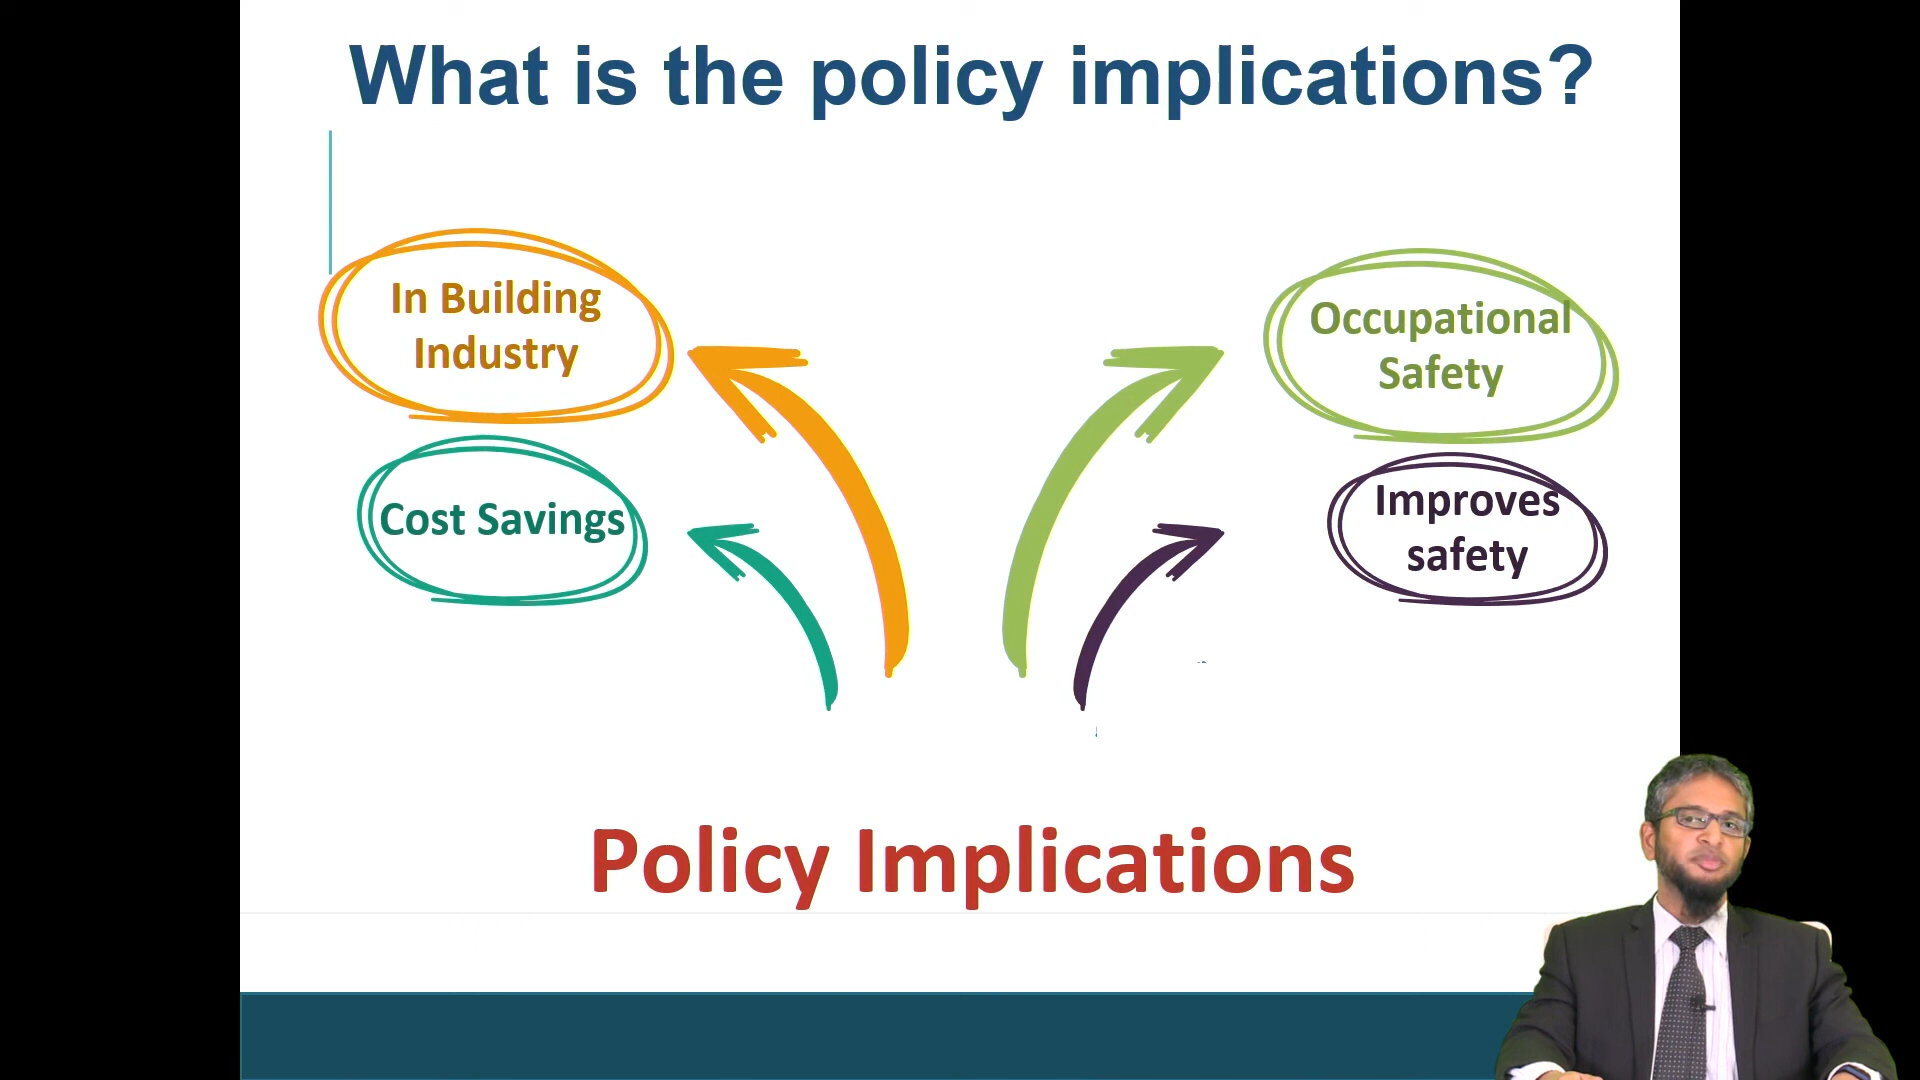 What is the policy implications?
In Building
Industry
Cost Savings
Occupational
Safety
Improves
safety
Policy Implications